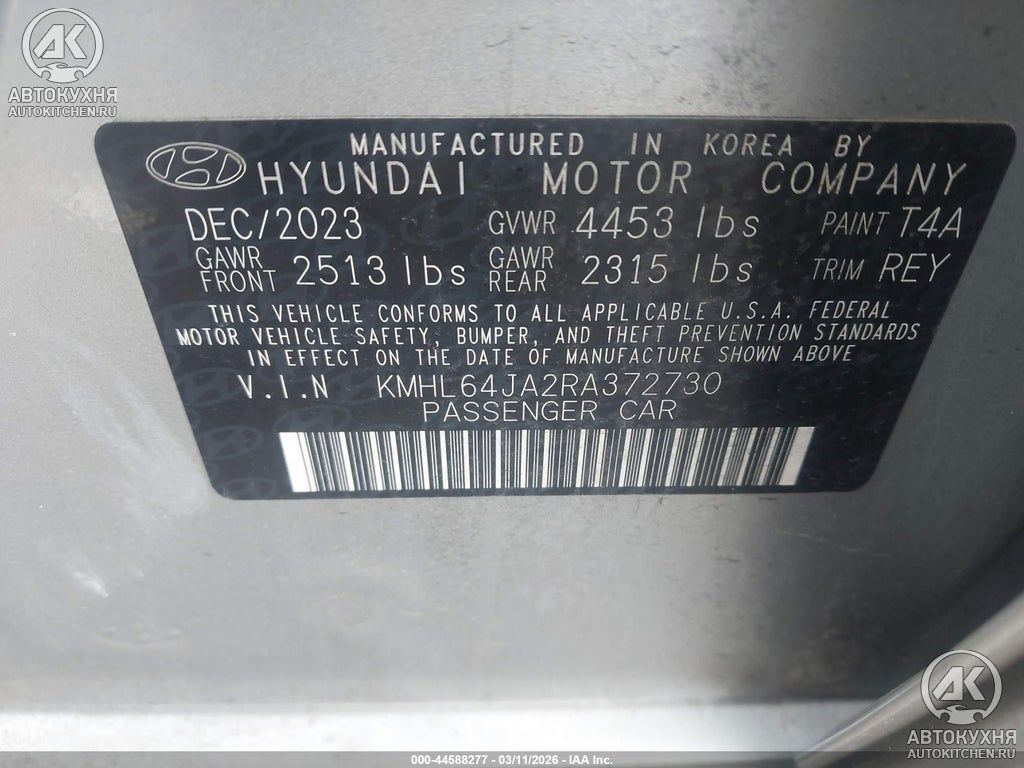 АВТОКУХНЯ
AUTOKITCHEN.RU
MANUFACTURED IN KOREA BY
HYUNDAI MOTOR COMPANY
DEC/2023 GVWR 4453 lbs PAINT T4A
GAWR FRONT 2513 lbs GAWR REAR 2315 lbs TRIM REY
THIS VEHICLE CONFORMS TO ALL APPLICABLE U.S.A. FEDERAL
MOTOR VEHICLE SAFETY, BUMPER, AND THEFT PREVENTION STANDARDS
IN EFFECT ON THE DATE OF MANUFACTURE SHOWN ABOVE
V.I.N KMHL64JA2RA372730
PASSENGER CAR
АВТОКУХНЯ
AUTOKITCHEN.RU
000-44588277 - 03/11/2026 - IAA Inc.